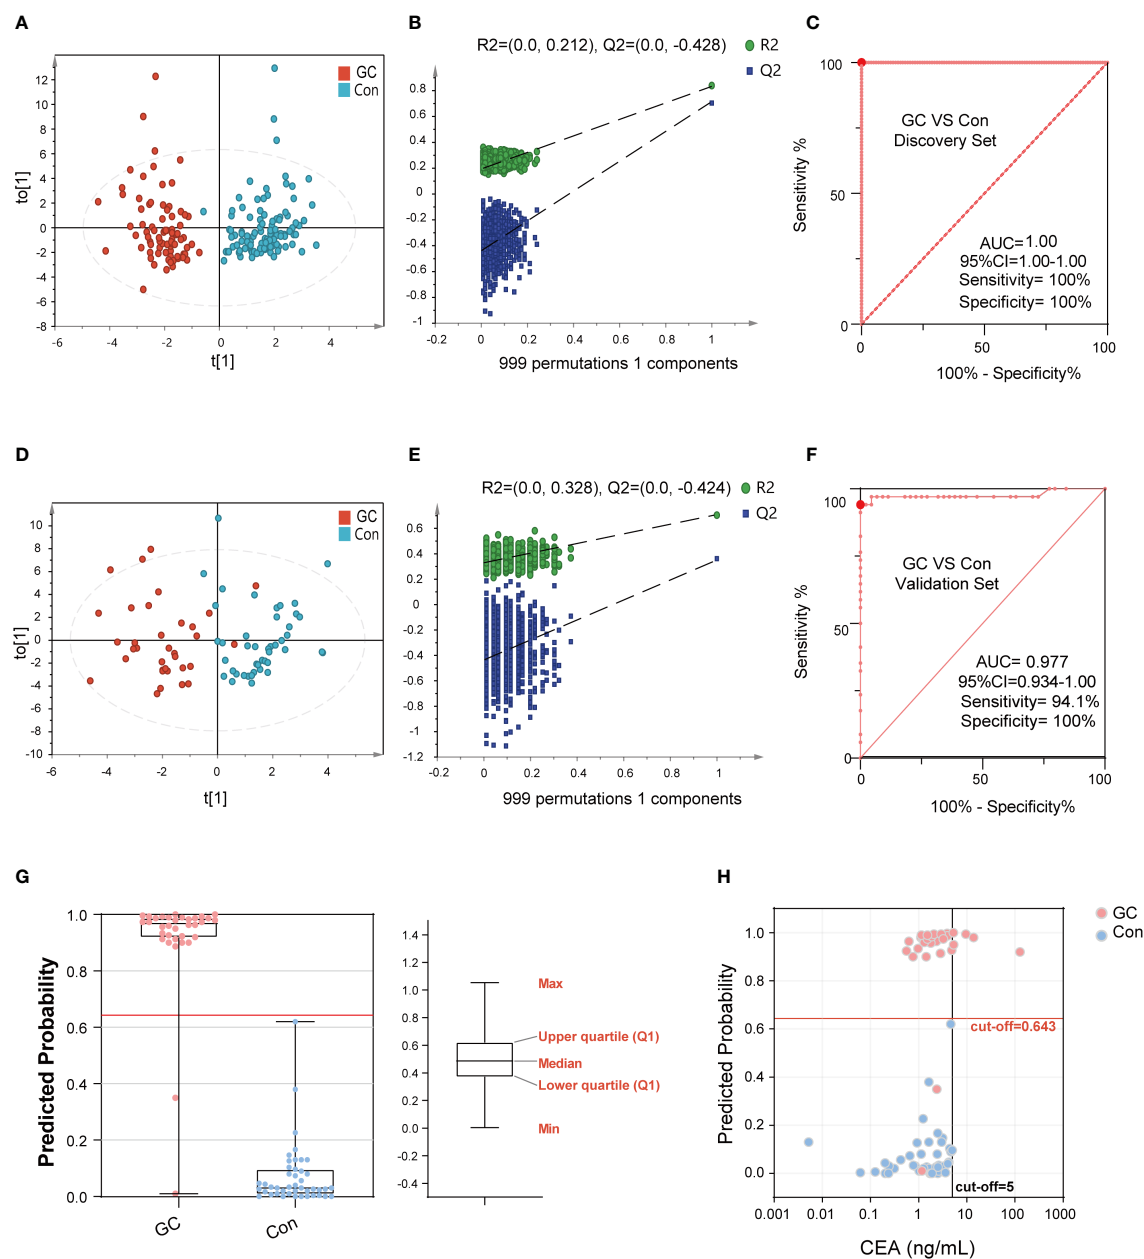 A
GC
Con
12
10
8
6
4
2
0
-2
-4
-6
-8
to[1]
-6
-4
-2
0
2
4
t[1]
B
R2=(0.0, 0.212), Q2=(0.0, -0.428)
R2
Q2
0.8
0.6
0.4
0.2
0
-0.2
-0.4
-0.6
-0.8
-1
-0.2
0
0.2
0.4
0.6
0.8
1
999 permutations 1 components
C
100
50
0
Sensitivity %
GC VS Con
Discovery Set
AUC=1.00
95%CI=1.00-1.00
Sensitivity= 100%
Specificity= 100%
0
50
100
100% - Specificity%
D
GC
Con
10
8
6
4
2
0
-2
-4
-6
-8
-10
to[1]
-6
-4
-2
0
2
4
t[1]
E
R2=(0.0, 0.328), Q2=(0.0, -0.424)
R2
Q2
0.6
0.4
0.2
0
-0.2
-0.4
-0.6
-0.8
-1
-1.2
-0.2
0
0.2
0.4
0.6
0.8
1
999 permutations 1 components
F
100
50
0
Sensitivity %
GC VS Con
Validation Set
AUC= 0.977
95%CI=0.934-1.00
Sensitivity= 94.1%
Specificity= 100%
0
50
100
100% - Specificity%
G
Predicted Probability
1.0
0.8
0.6
0.4
0.2
0.0
GC
Con
1.4
1.2
1.0
0.8
0.6
0.4
0.2
0.0
-0.2
-0.4
Max
Upper quartile (Q1)
Median
Lower quartile (Q1)
Min
H
GC
Con
Predicted Probability
1.0
0.8
0.6
0.4
0.2
0.0
cut-off=0.643
cut-off=5
0.001
0.01
0.1
1
10
100
1000
CEA (ng/mL)